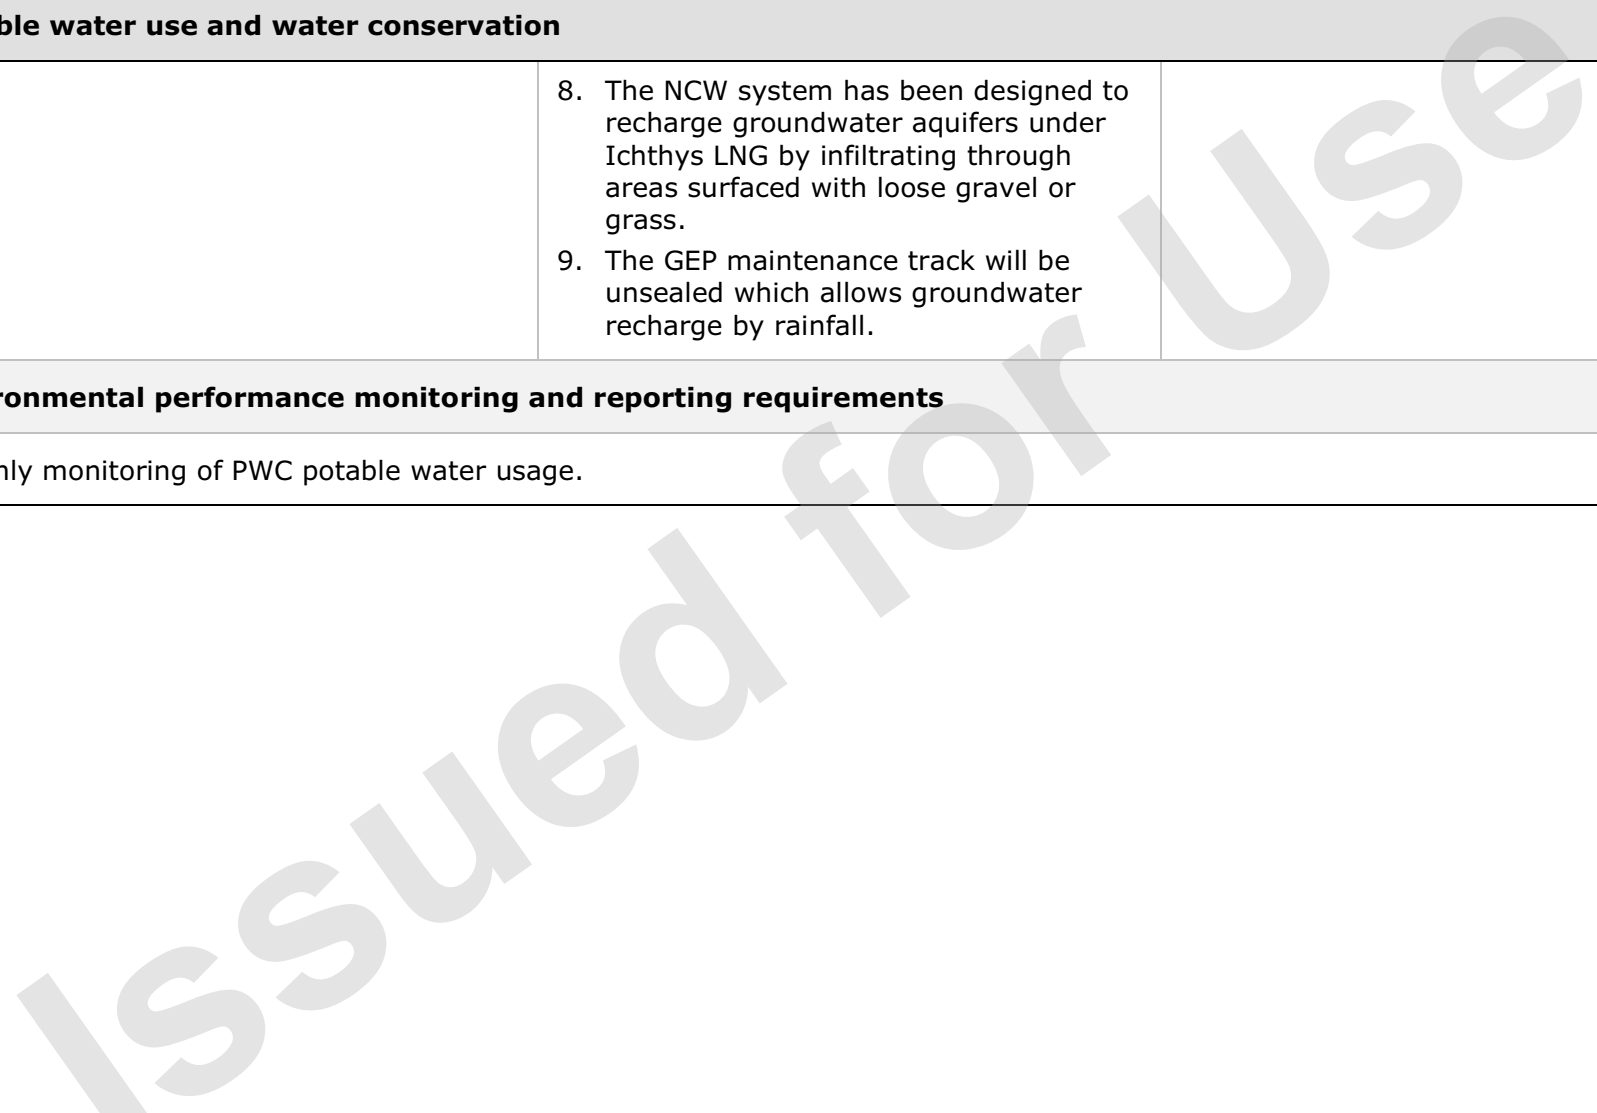 ble water use and water conservation
8. The NCW system has been designed to
recharge groundwater aquifers under
Ichthys LNG by infiltrating through
areas surfaced with loose gravel or
grass.
9. The GEP maintenance track will be
unsealed which allows groundwater
recharge by rainfall.
ronmental performance monitoring and reporting requirements
hly monitoring of PWC potable water usage.
Issued for Use